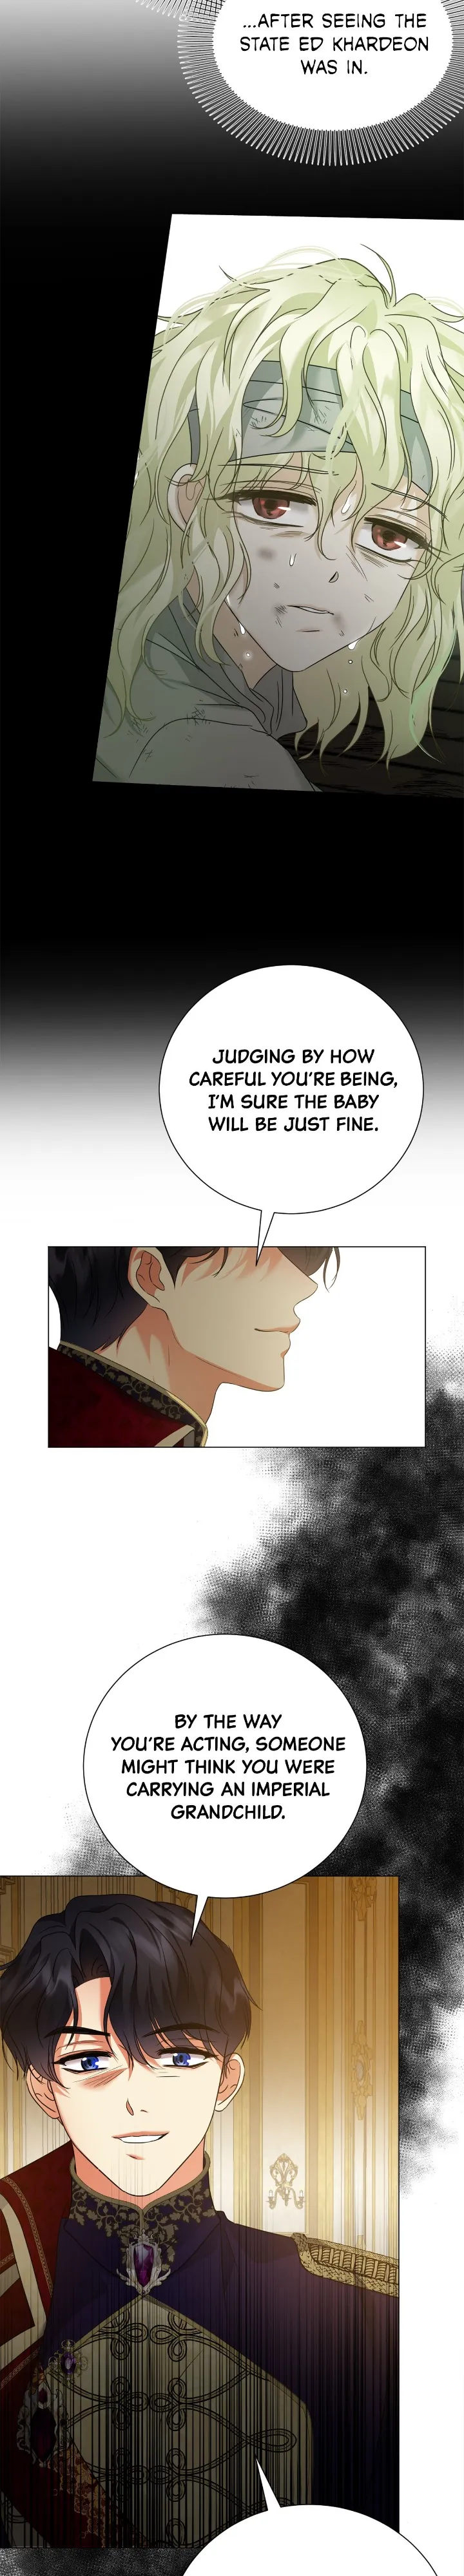 ...AFTER SEEING THE
STATE ED KHARDEON
WAS IN.
JUDGING BY HOW
CAREFUL YOU'RE BEING,
I'M SURE THE BABY
WILL BE JUST FINE.
BY THE WAY
YOU'RE ACTING, SOMEONE
MIGHT THINK YOU WERE
CARRYING AN IMPERIAL
GRANDCHILD.